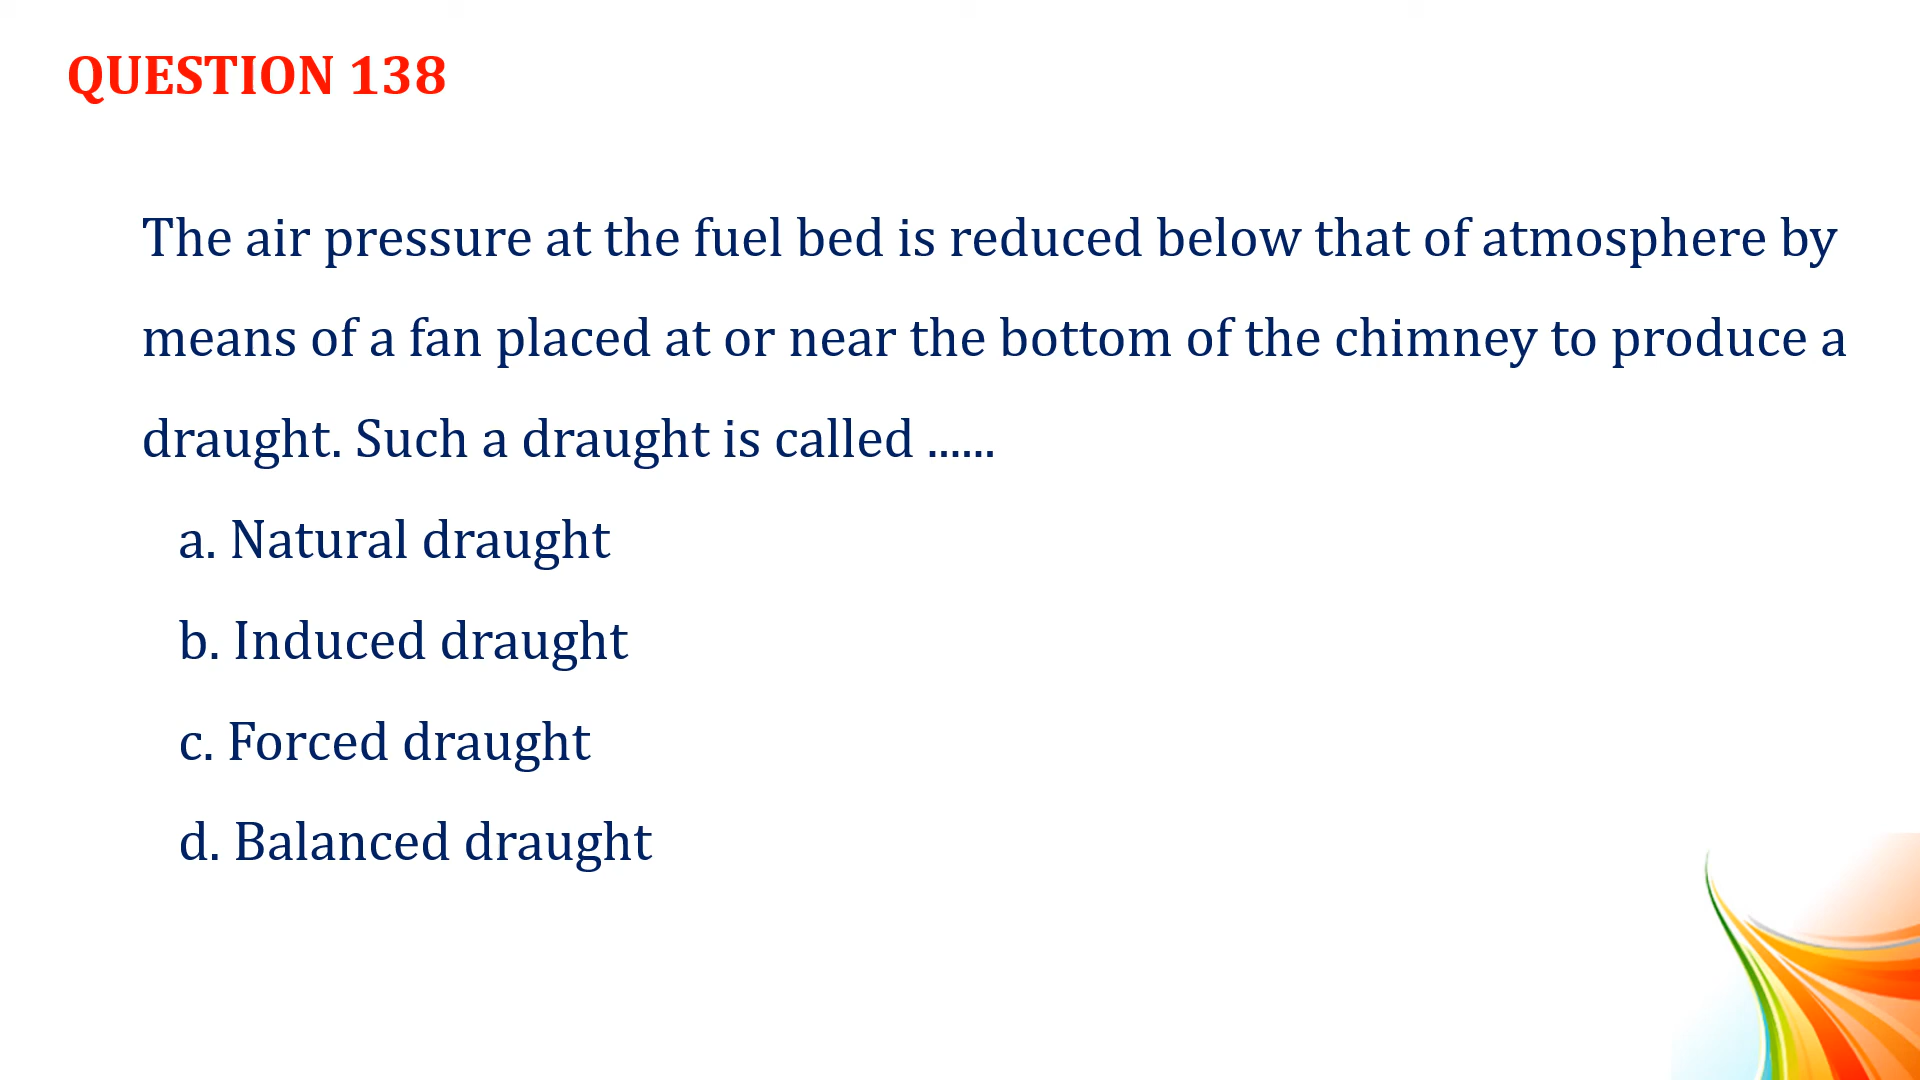 QUESTION 138
The air pressure at the fuel bed is reduced below that of atmosphere by
means of a fan placed at or near the bottom of the chimney to produce a
draught. Such a draught is called ......
a. Natural draught
b. Induced draught
c. Forced draught
d. Balanced draught